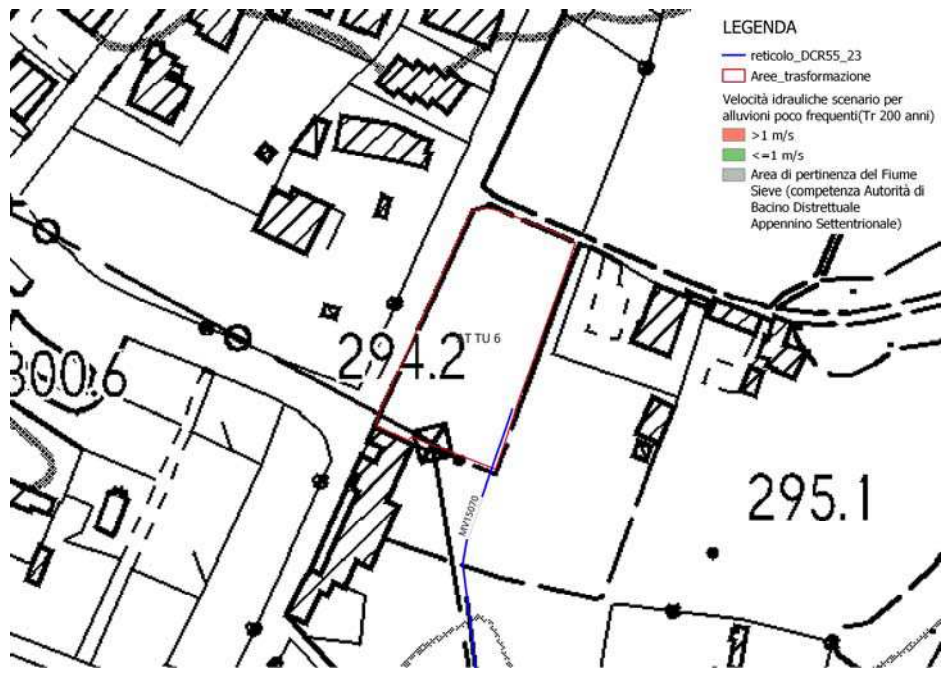 LEGENDA
reticolo_DCR55_23
Aree_trasformazione
Velocità idrauliche scenario per
alluvioni poco frequenti(Tr 200 anni)
>1 m/s
<=1 m/s
Area di pertinenza del Fiume
Sieve (competenza Autorità di
Bacino Distrettuale
Appennino Settentrionale)
294.2
TU 6
300.6
295.1
MV15070